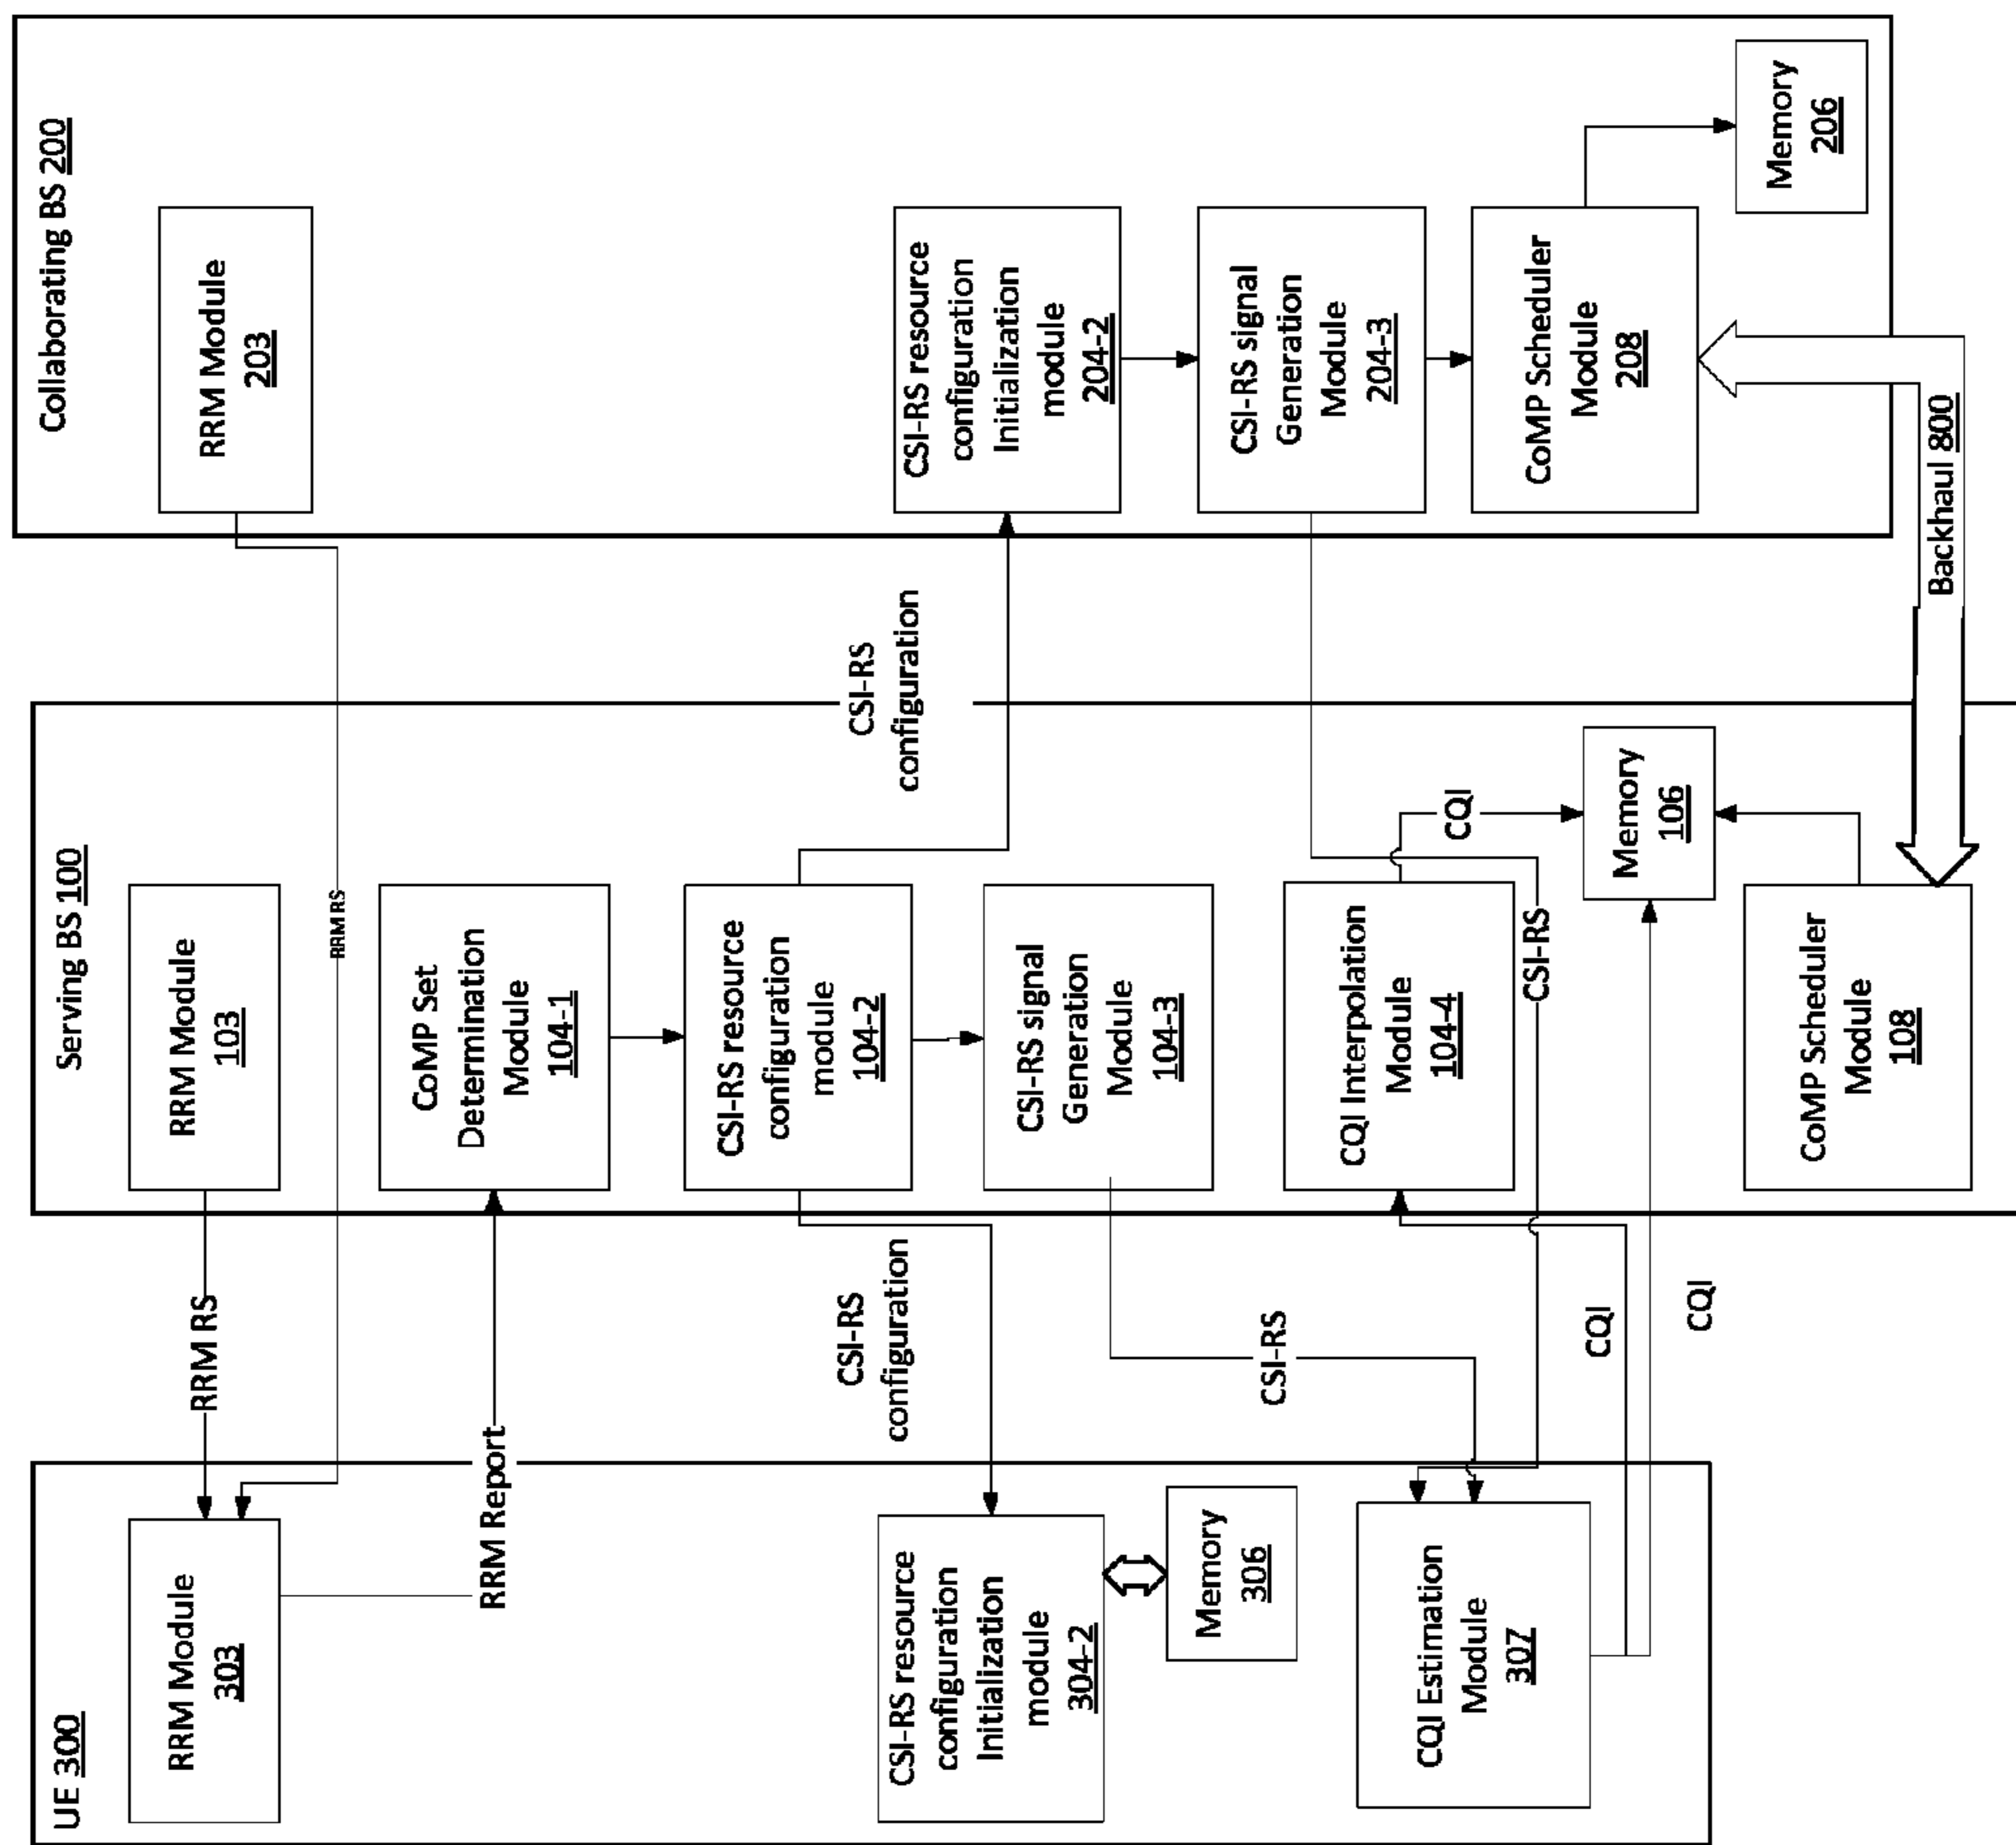 UE 300
RRM Module
303
CSI-RS resource
configuration
Initialization
module
304-2
Memory
306
CQI Estimation
Module
307
RRM RS
RRM Report
CSI-RS
configuration
CSI-RS
CQI
CQI
Serving BS 100
RRM Module
103
RRM RS
CoMP Set
Determination
Module
104-1
CSI-RS resource
configuration
module
104-2
CSI-RS signal
Generation
Module
104-3
CQI Interpolation
Module
104-4
CSI-RS
CQI
Memory
106
CoMP Scheduler
Module
108
CSI-RS
configuration
Backhaul 800
Collaborating BS 200
RRM Module
203
CSI-RS resource
configuration
Initialization
module
204-2
CSI-RS signal
Generation
Module
204-3
CoMP Scheduler
Module
208
Memory
206